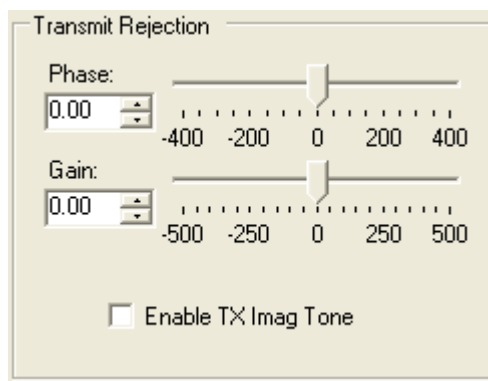 Transmit Rejection
Phase:
0.00
-400 -200 0 200 400
Gain:
0.00
-500 -250 0 250 500
Enable TX Imag Tone